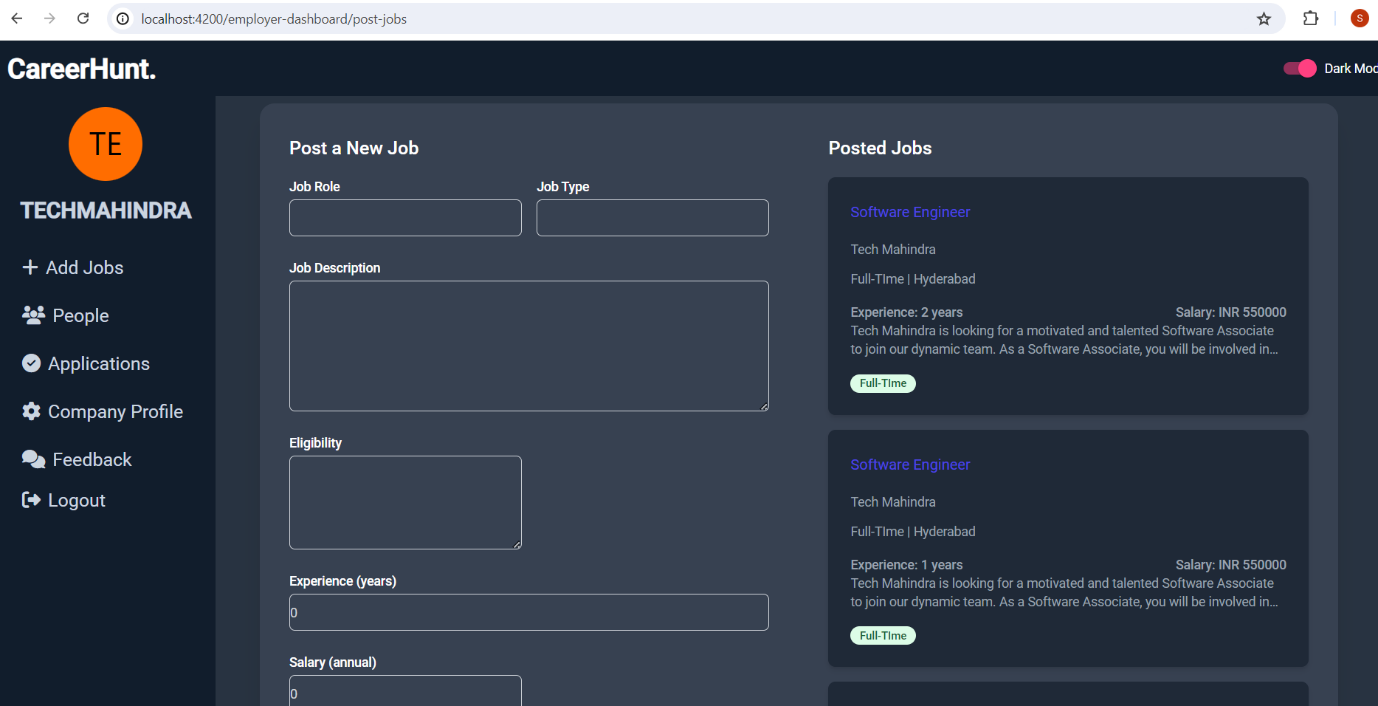 localhost:4200/employer-dashboard/post-jobs
S
CareerHunt.
Dark Moc
TE
TECHMAHINDRA
Add Jobs
People
Applications
Company Profile
Feedback
Logout
Post a New Job
Job Role
Job Type
Job Description
Eligibility
Experience (years)
0
Salary (annual)
0
Posted Jobs
Software Engineer
Tech Mahindra
Full-TIme | Hyderabad
Experience: 2 years
Salary: INR 550000
Tech Mahindra is looking for a motivated and talented Software Associate
to join our dynamic team. As a Software Associate, you will be involved in...
Full-TIme
Software Engineer
Tech Mahindra
Full-TIme | Hyderabad
Experience: 1 years
Salary: INR 550000
Tech Mahindra is looking for a motivated and talented Software Associate
to join our dynamic team. As a Software Associate, you will be involved in...
Full-TIme